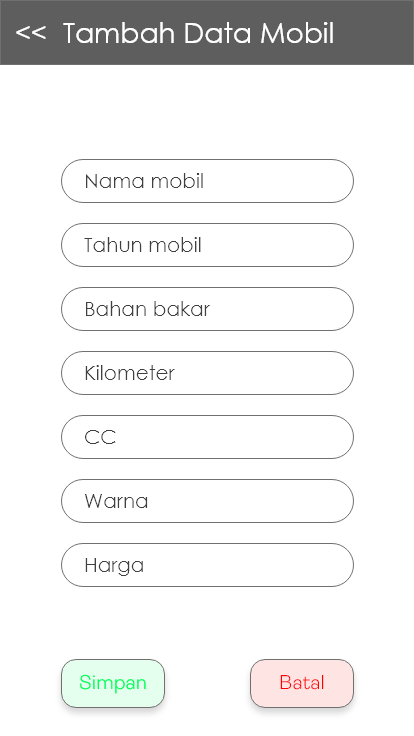 << Tambah Data Mobil
Nama mobil
Tahun mobil
Bahan bakar
Kilometer
CC
Warna
Harga
Simpan Batal